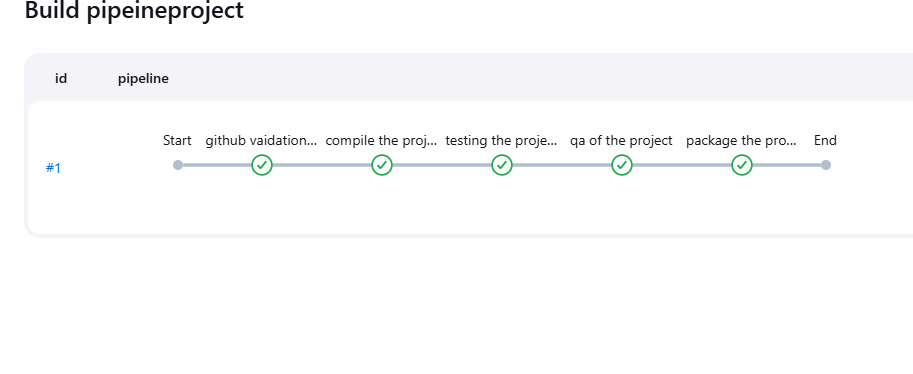 Build pipeineproject
id pipeline
Start github vaidation... compile the proj... testing the proje... qa of the project package the pro... End
#1